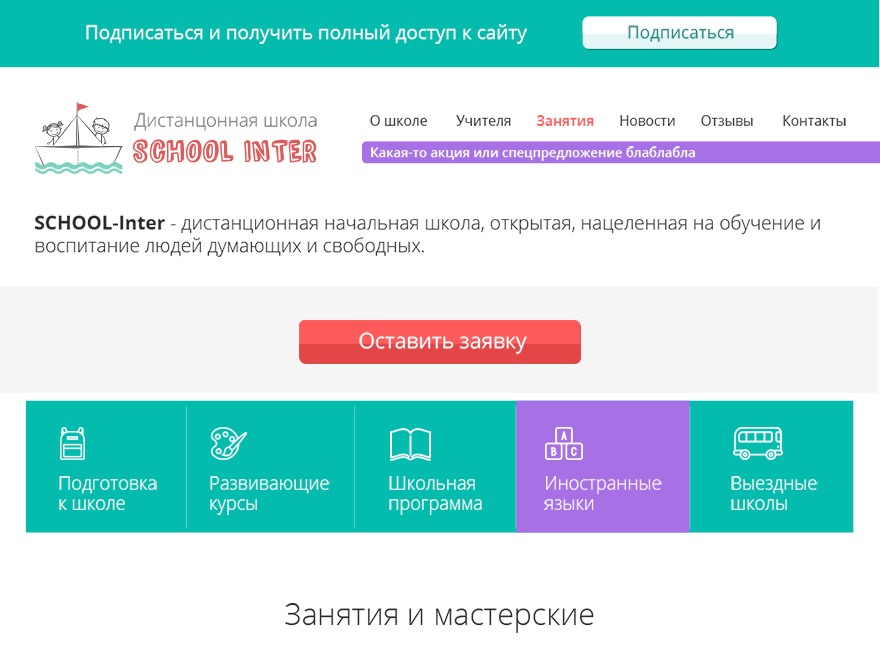 Подписаться и получить полный доступ к сайту
Подписаться
Дистанцонная школа
SCHOOL INTER
О школе Учителя Занятия Новости Отзывы Контакты
Какая-то акция или спецпредложение блаблабла
SCHOOL-Inter - дистанционная начальная школа, открытая, нацеленная на обучение и
воспитание людей думающих и свободных.
Оставить заявку
Подготовка
к школе
Развивающие
курсы
Школьная
программа
A
B C
Иностранные
языки
Выездные
школы
Занятия и мастерские